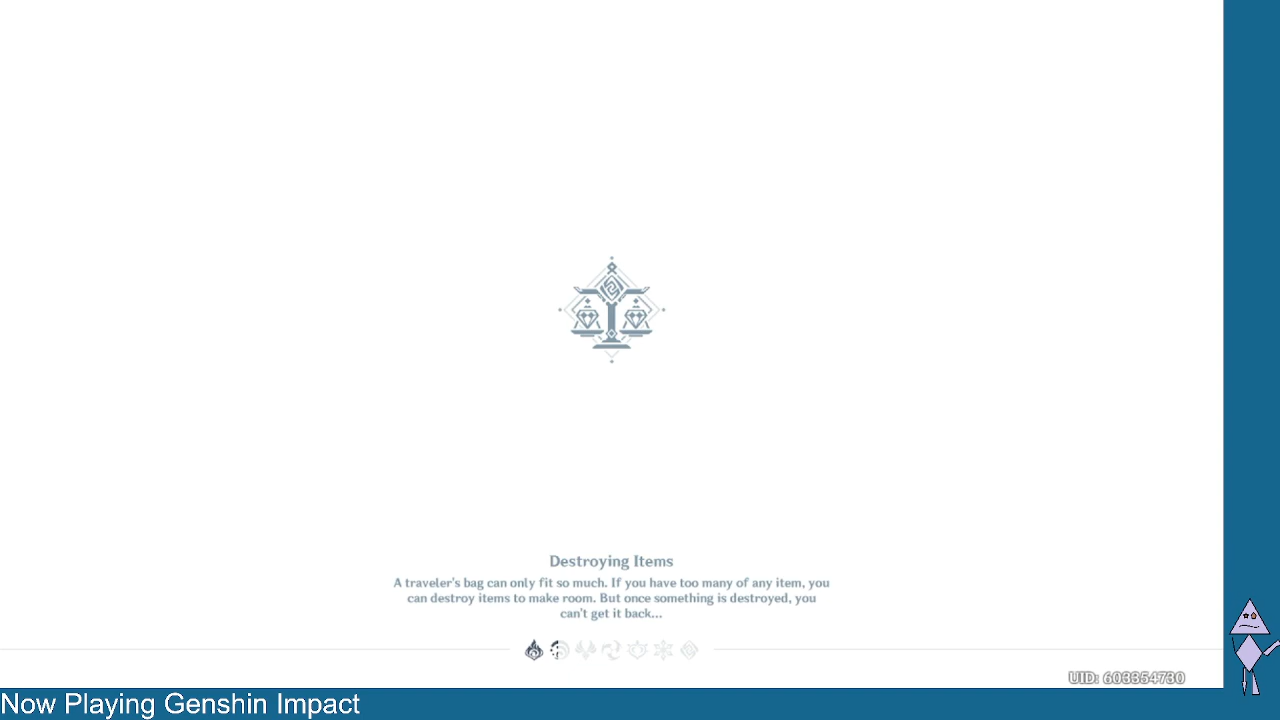 Destroying Items
A traveler's bag can only fit so much. If you have too many of any item, you
can destroy items to make room. But once something is destroyed, you
can't get it back...
UID: 603354730
Now Playing Genshin Impact